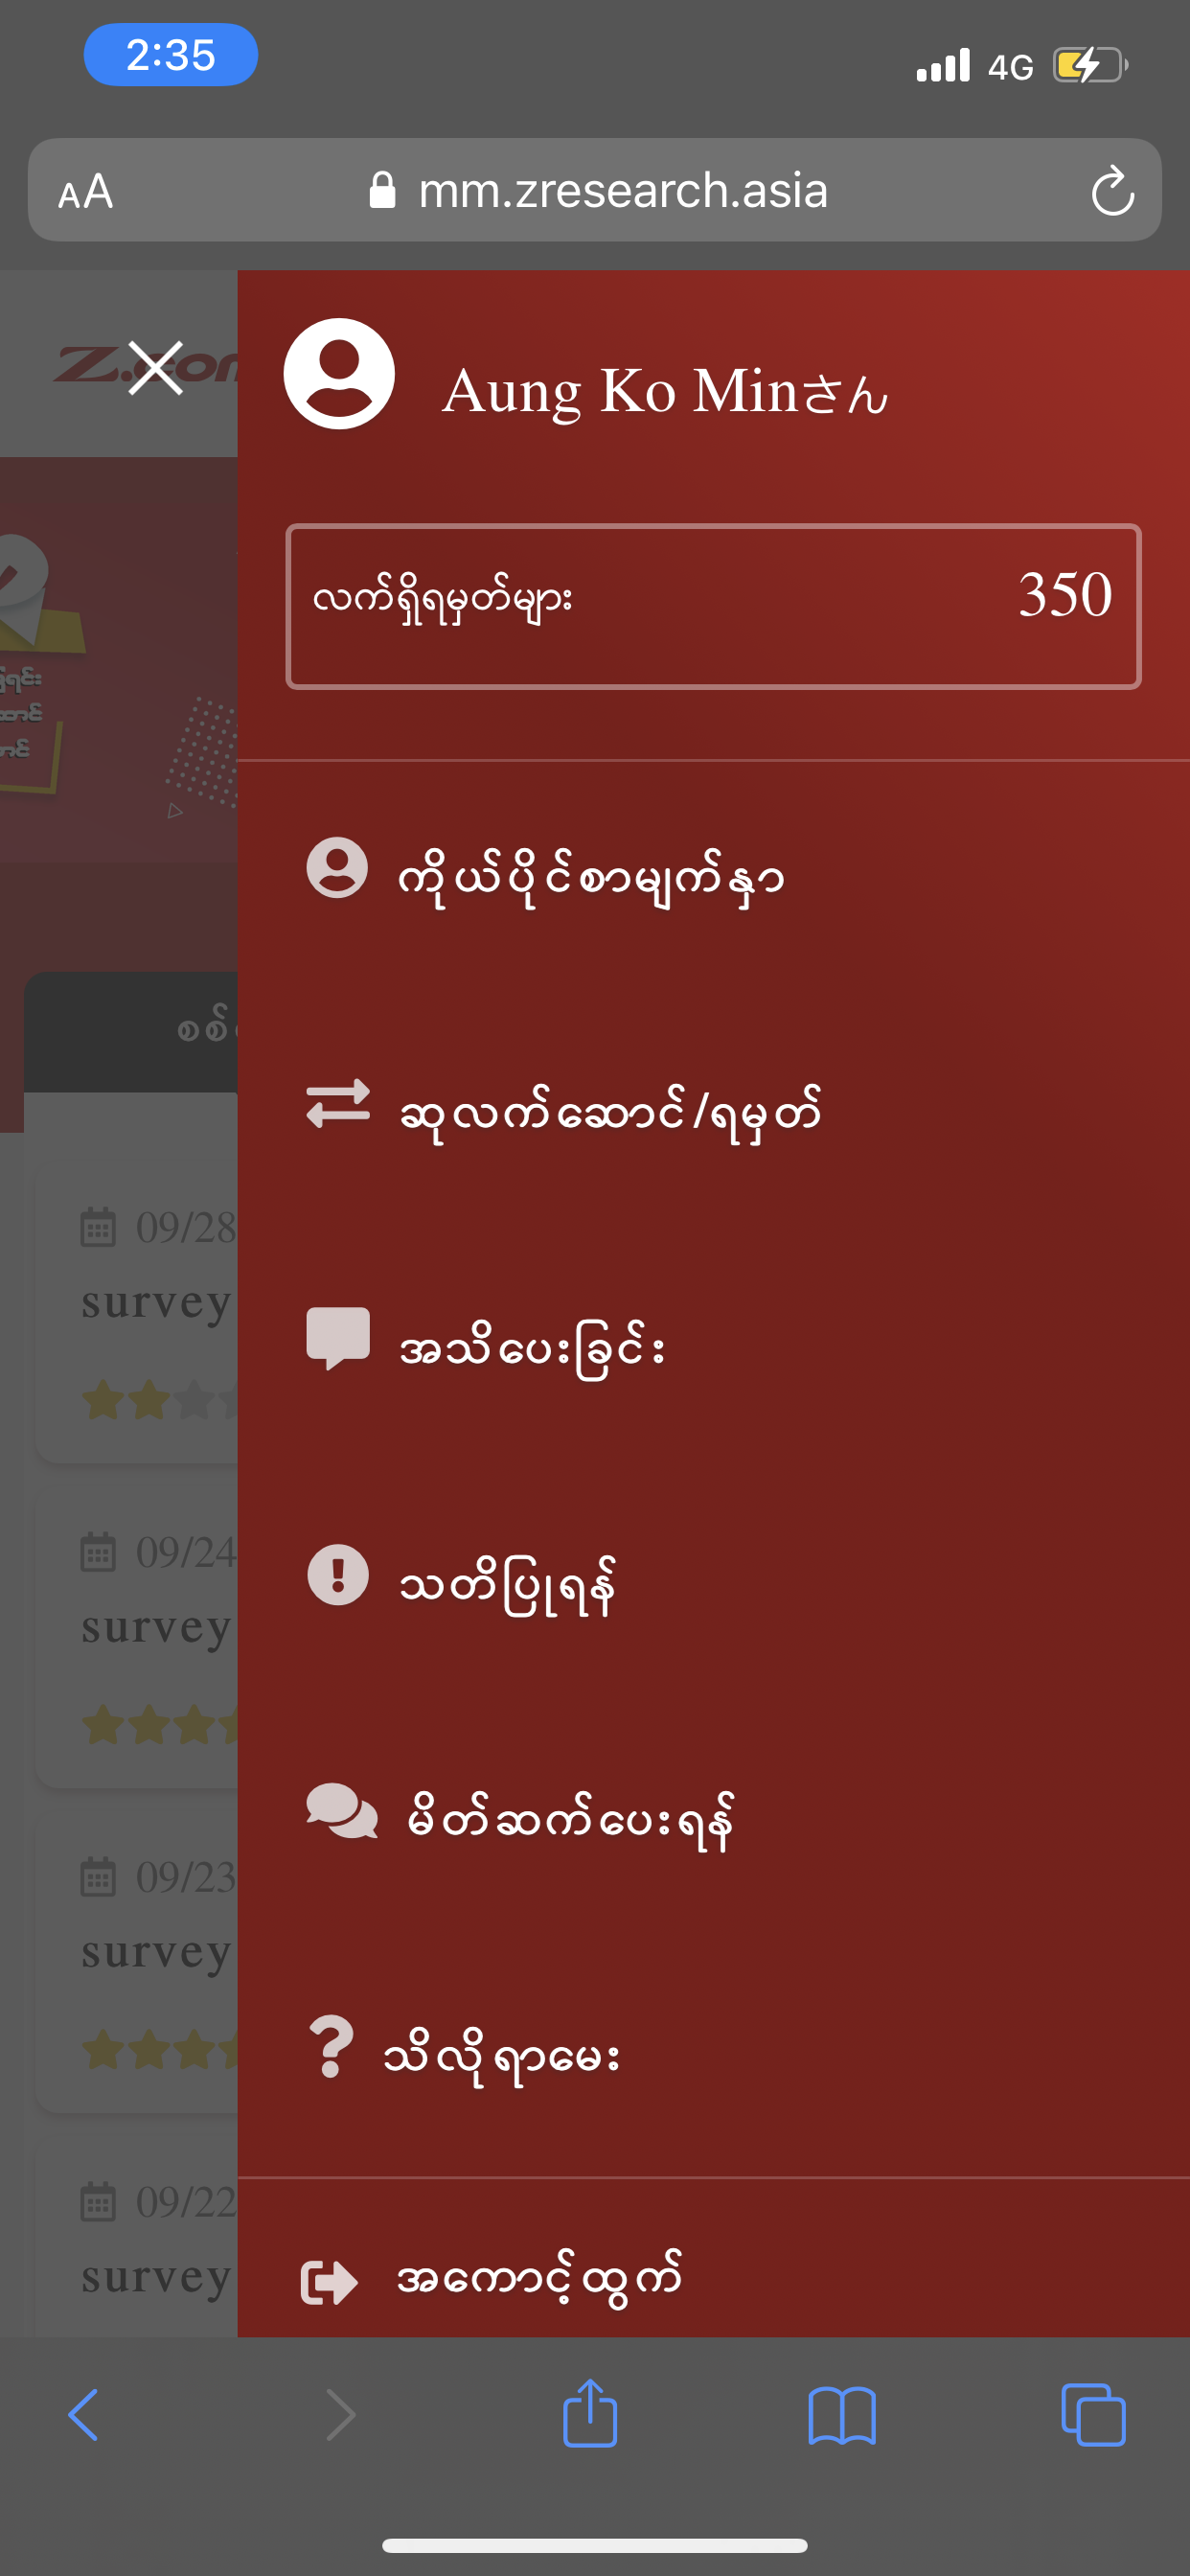 2:35
4G
AA
mm.zresearch.asia
Aung Ko Minさん
လက်ရှိရမှတ်များ
350
ကိုယ်ပိုင်စာမျက်နှာ
ဆုလက်ဆောင်/ရမှတ်
09/28
survey
အသိပေးခြင်း
09/24
သတိပြုရန်
survey
မိတ်ဆက်ပေးရန်
09/23
survey
သိလိုရာမေး
09/22
survey
အကောင့်ထွက်